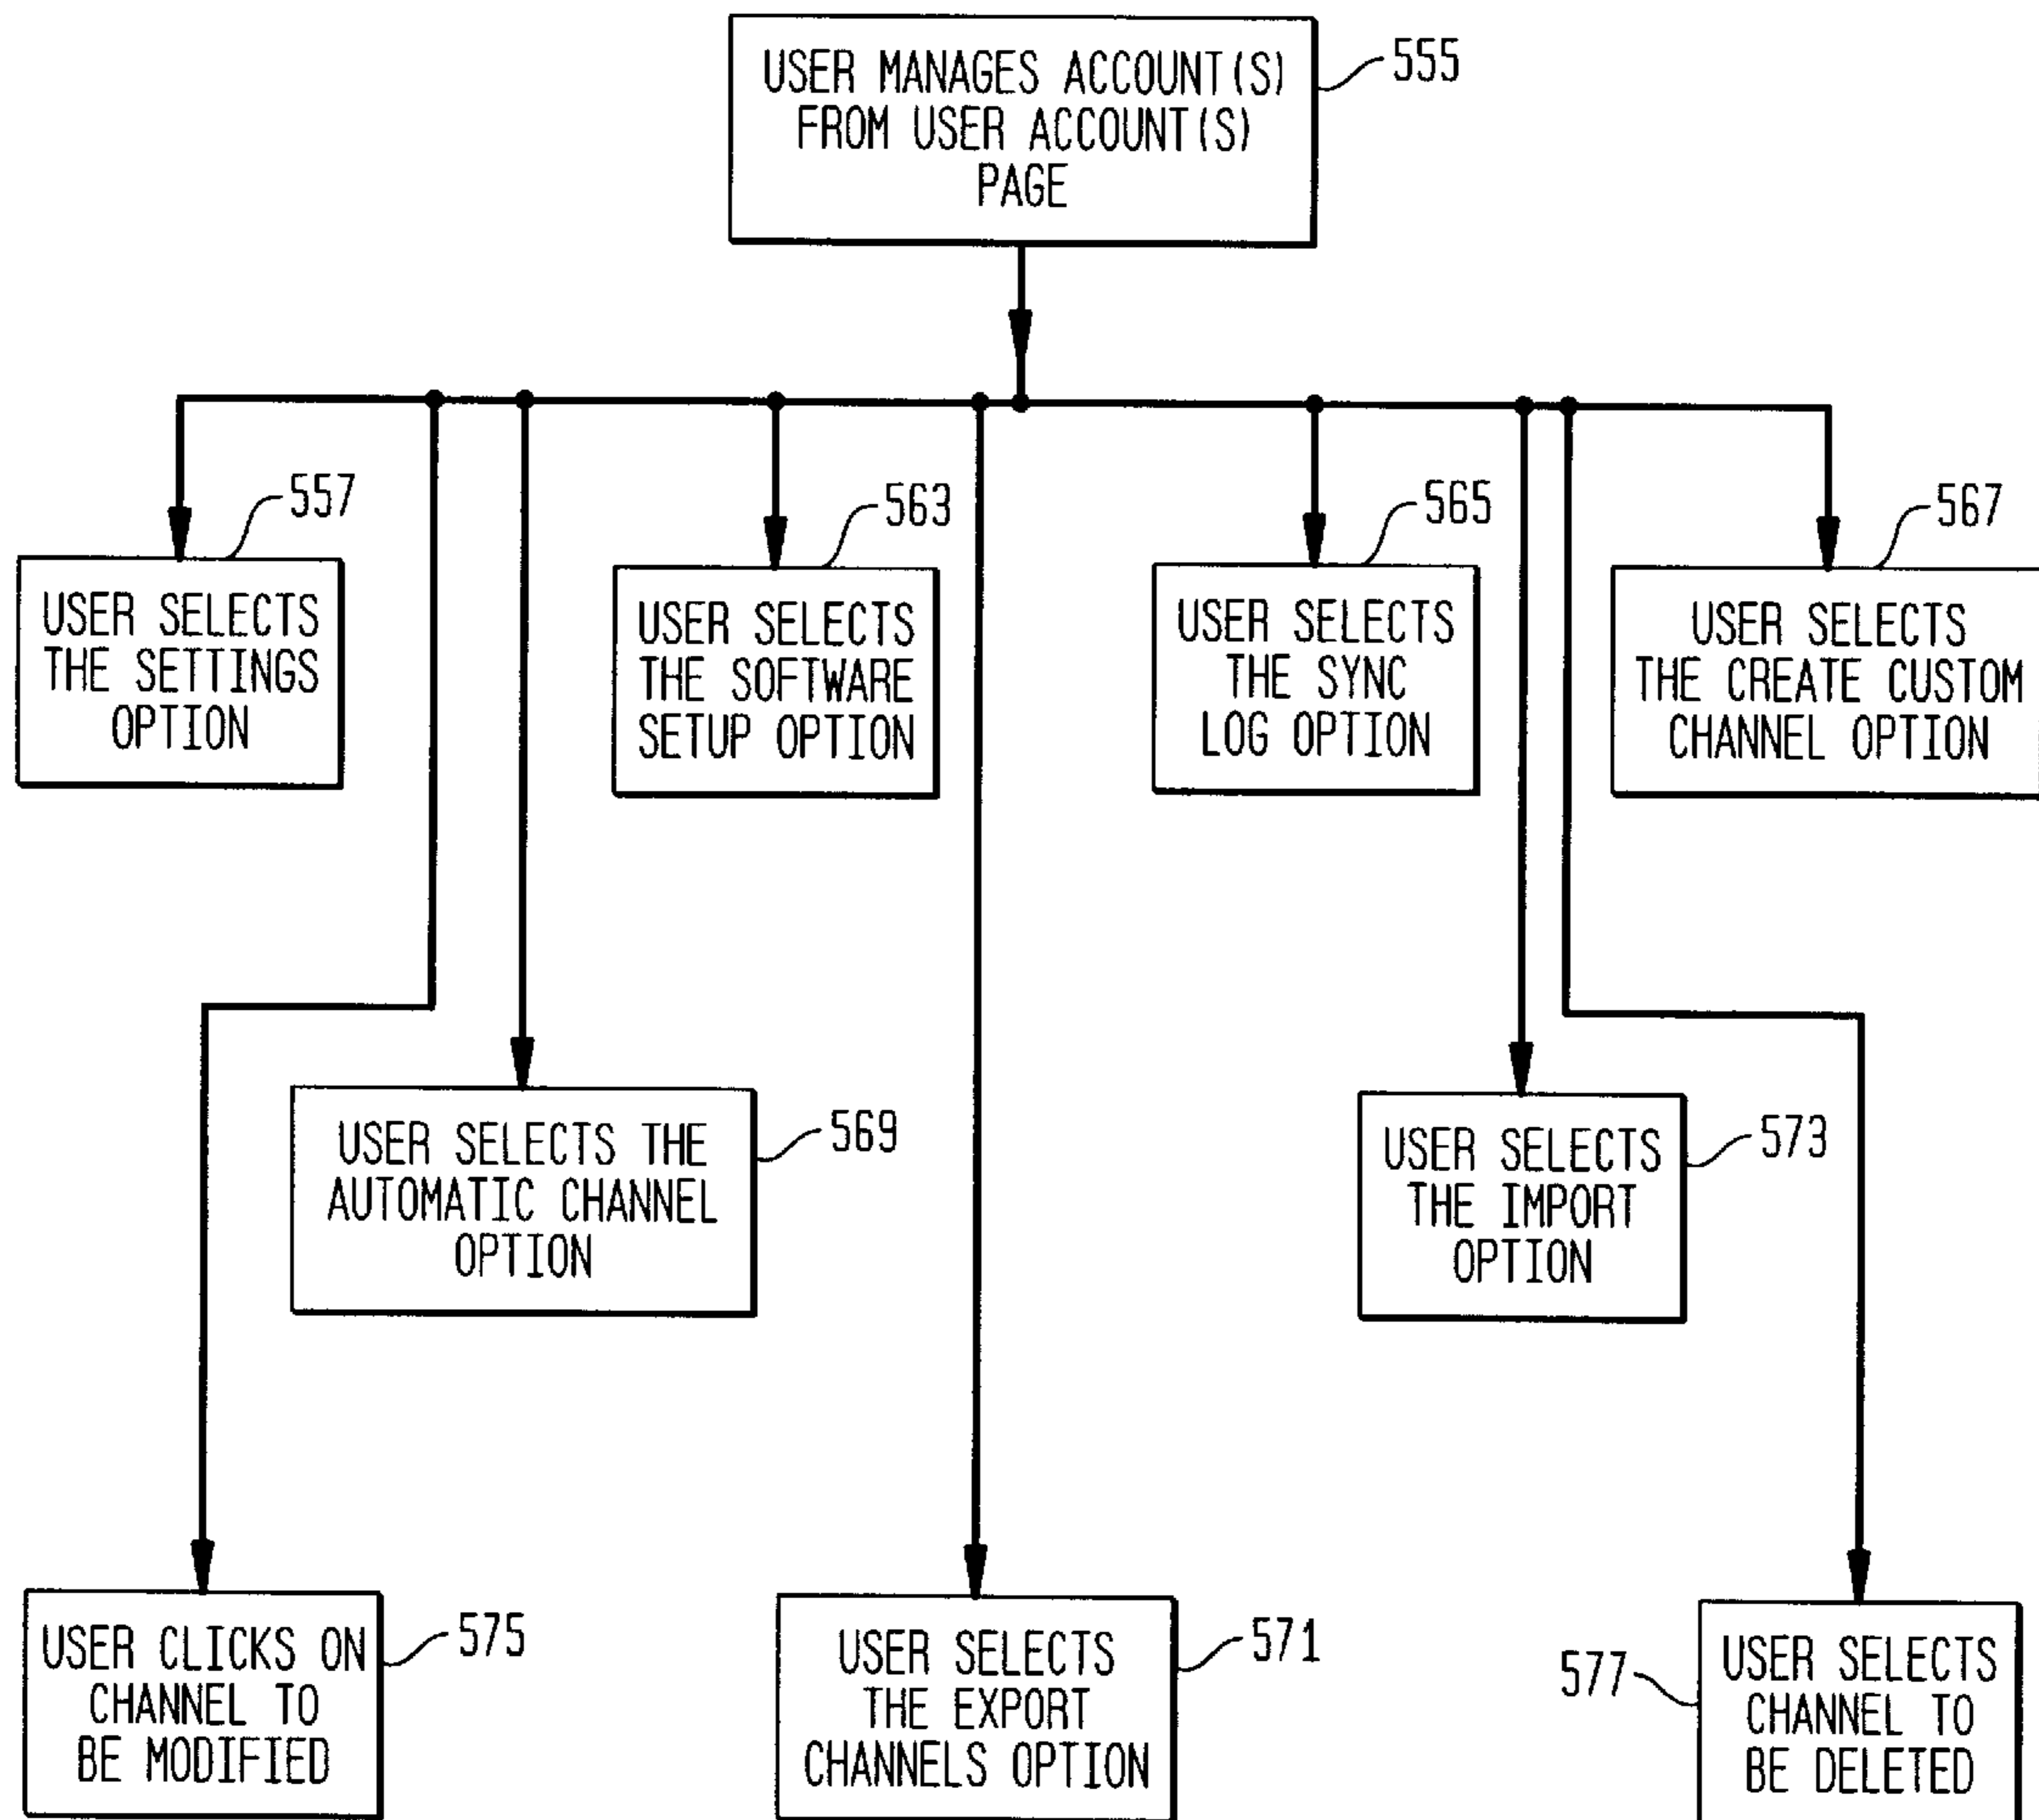 USER MANAGES ACCOUNT(S)
FROM USER ACCOUNT(S)
PAGE
555
557
USER SELECTS
THE SETTINGS
OPTION
563
USER SELECTS
THE SOFTWARE
SETUP OPTION
565
USER SELECTS
THE SYNC
LOG OPTION
567
USER SELECTS
THE CREATE CUSTOM
CHANNEL OPTION
USER SELECTS THE
AUTOMATIC CHANNEL
OPTION
569
USER SELECTS
THE IMPORT
OPTION
573
USER CLICKS ON
CHANNEL TO
BE MODIFIED
575
USER SELECTS
THE EXPORT
CHANNELS OPTION
571
577
USER SELECTS
CHANNEL TO
BE DELETED